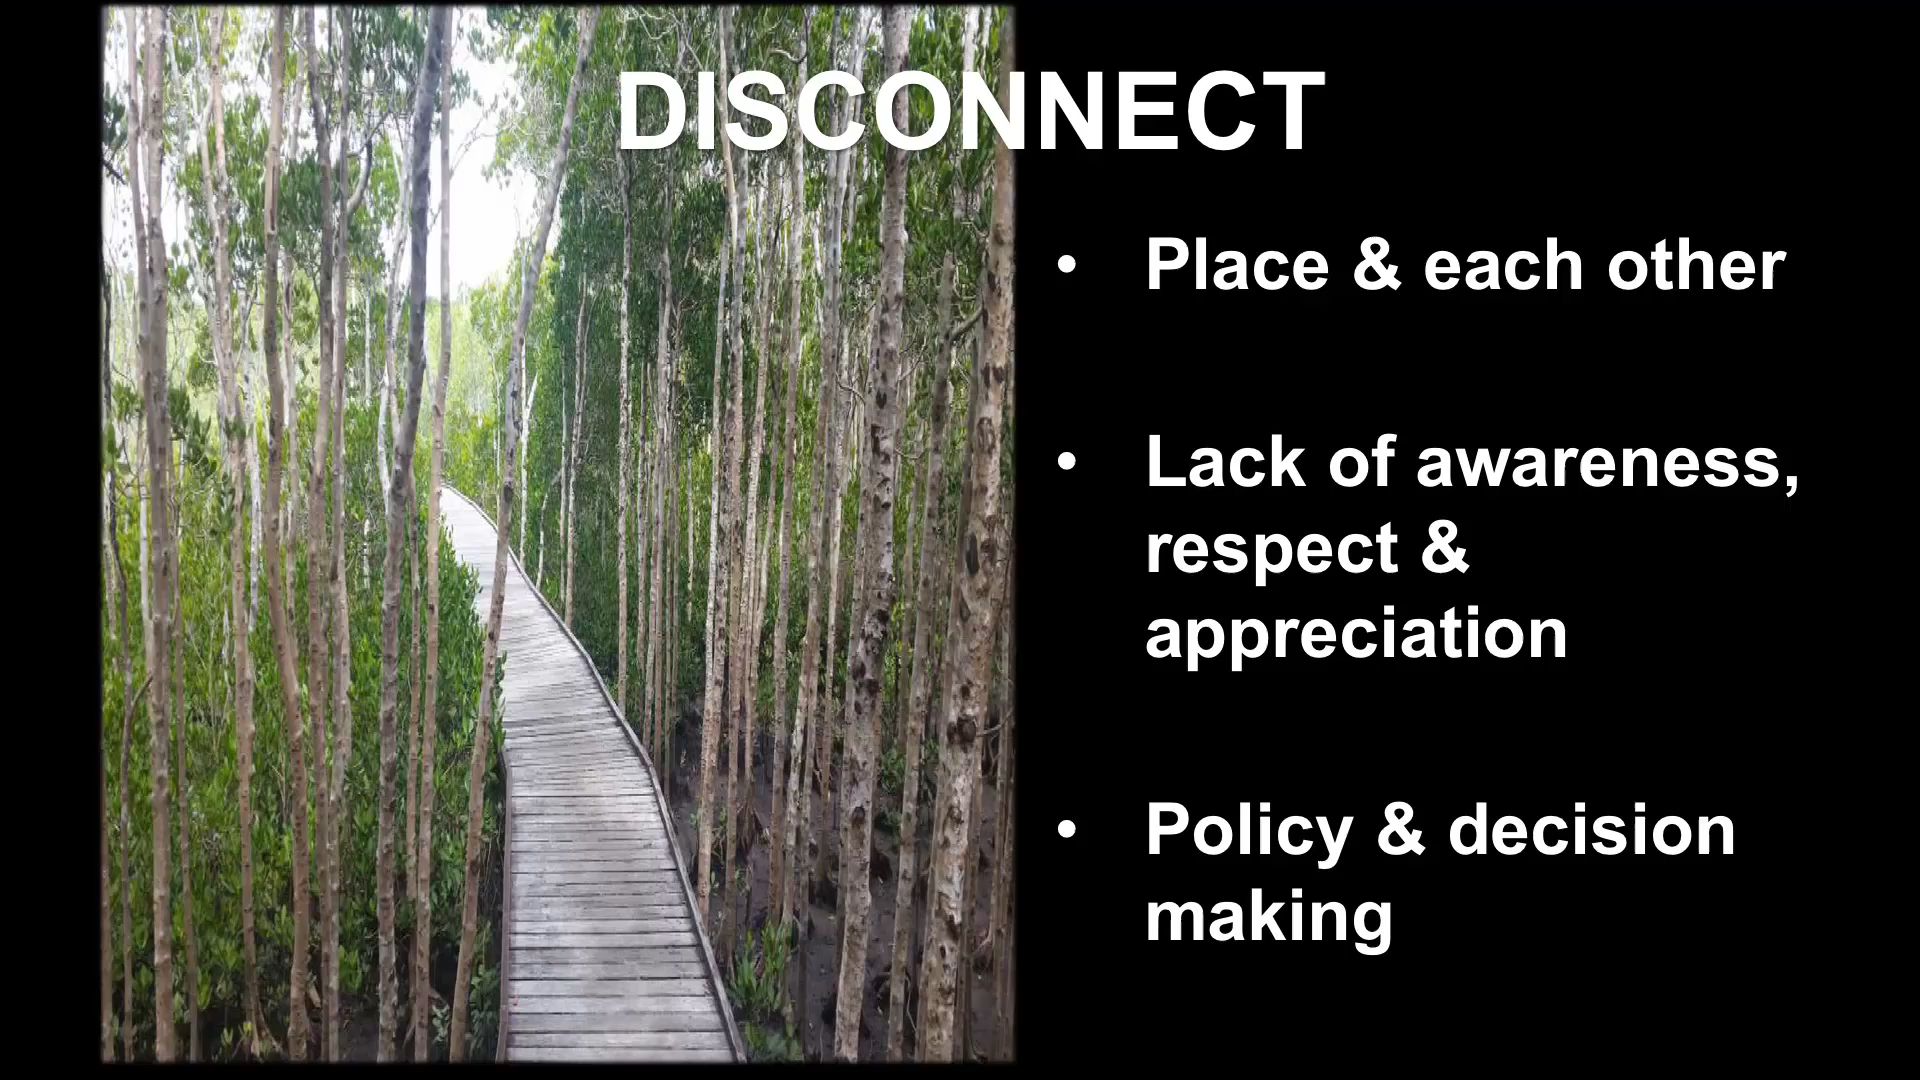 DISCONNECT
• Place & each other
• Lack of awareness,
respect &
appreciation
• Policy & decision
making